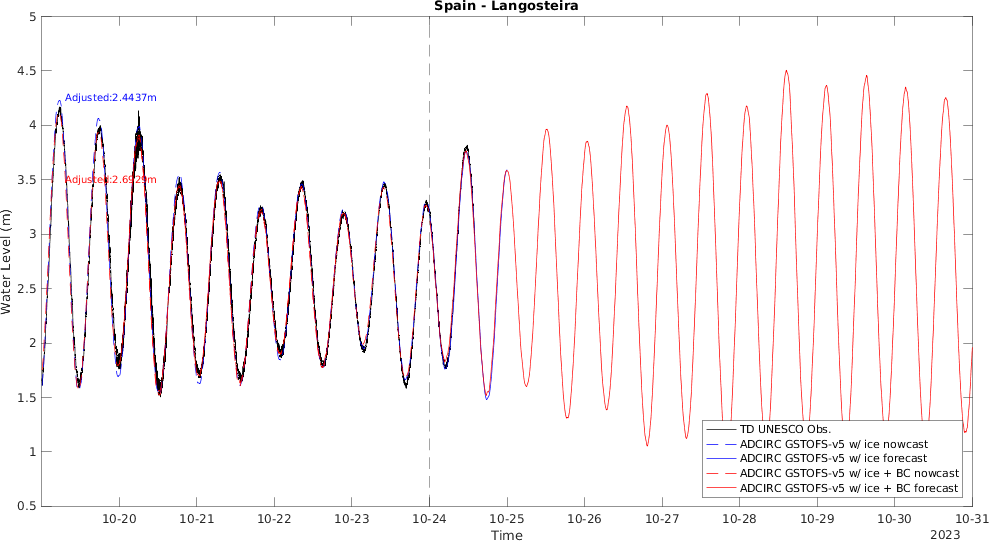 Spain - Langosteira
Water Level (m)
5
4.5
4
3.5
3
2.5
2
1.5
1
0.5
Adjusted:2.4437m
Adjusted:2.6929m
TD UNESCO Obs.
ADCIRC GSTOFS-v5 w/ ice nowcast
ADCIRC GSTOFS-v5 w/ ice forecast
ADCIRC GSTOFS-v5 w/ ice + BC nowcast
ADCIRC GSTOFS-v5 w/ ice + BC forecast
10-20 10-21 10-22 10-23 10-24 10-25 10-26 10-27 10-28 10-29 10-30 10-31
Time
2023